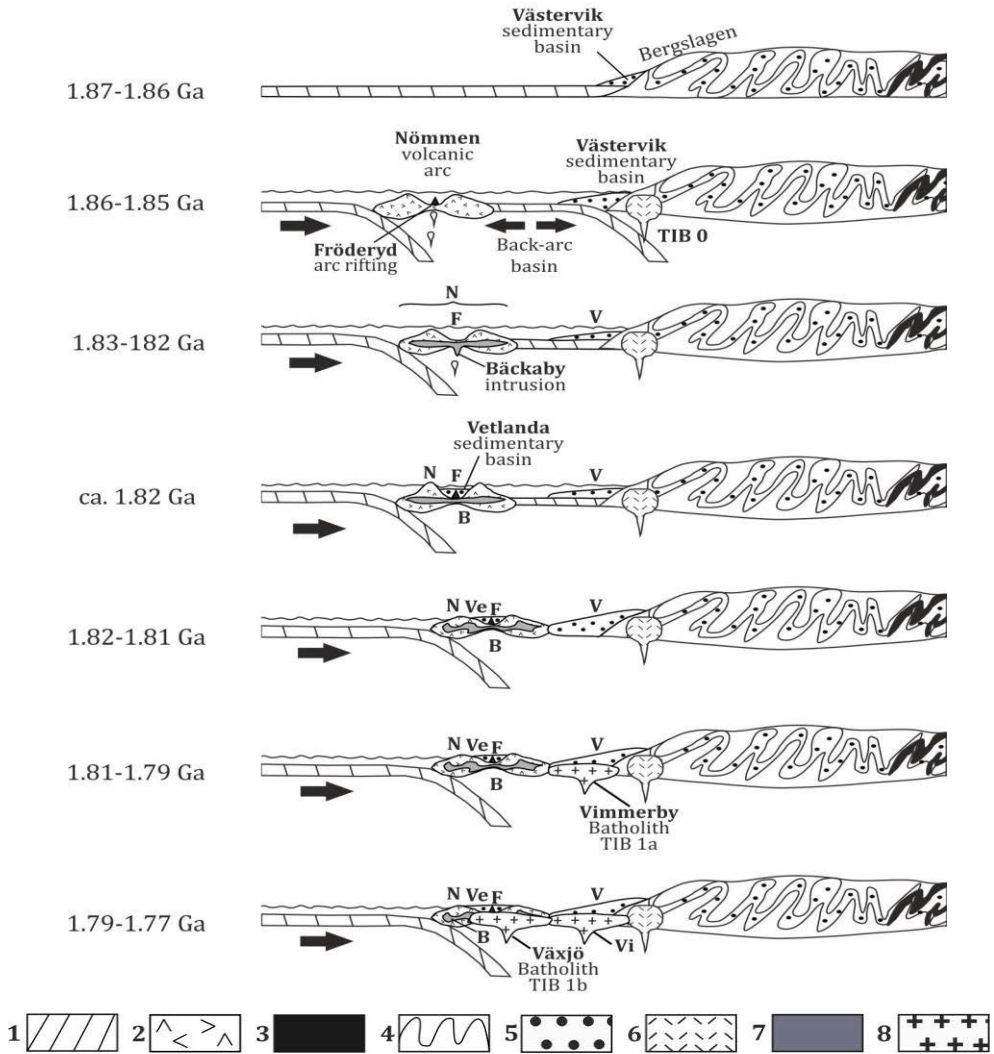 Västervik
sedimentary
basin
Bergslagen
1.87-1.86 Ga
Nömmen
volcanic
arc
Västervik
sedimentary
basin
1.86-1.85 Ga
Fröderyd
arc rifting
Back-arc
basin
TIB 0
N
F
V
1.83-182 Ga
Bäckaby
intrusion
Vetlanda
sedimentary
basin
N F V
ca. 1.82 Ga
B
N Ve F V
1.82-1.81 Ga
B
N Ve F V
1.81-1.79 Ga
B
Vimmerby
Batholith
TIB 1a
N Ve F V
1.79-1.77 Ga
B
Växjö
Batholith
TIB 1b
Vi
1 2 3 4 5 6 7 8